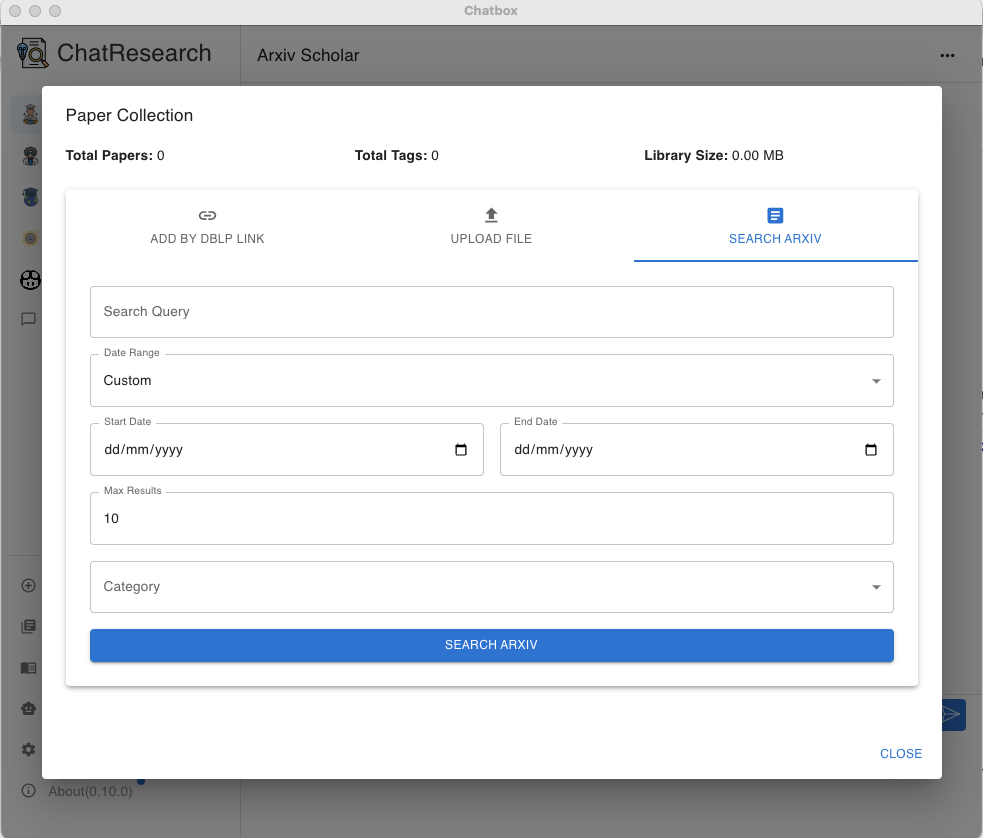 Chatbox
ChatResearch
Arxiv Scholar
Paper Collection
Total Papers: 0
Total Tags: 0
Library Size: 0.00 MB
ADD BY DBLP LINK
UPLOAD FILE
SEARCH ARXIV
Search Query
Date Range
Custom
Start Date
dd/mm/yyyy
End Date
dd/mm/yyyy
Max Results
10
Category
SEARCH ARXIV
CLOSE
About(0.10.0)